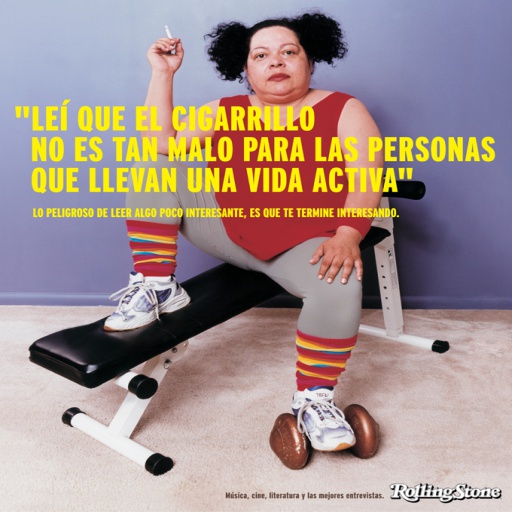 "LEÍ QUE EL CIGARRILLO
NO ES TAN MALO PARA LAS PERSONAS
QUE LLEVAN UNA VIDA ACTIVA"
LO PELIGROSO DE LEER ALGO POCO INTERESANTE, ES QUE TE TERMINE INTERESANDO.
Música, cine, literatura y las mejores entrevistas. RollingStone